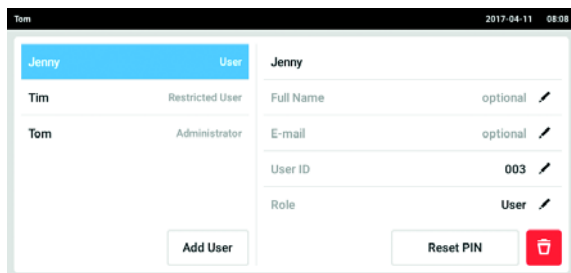 Tom 2017-04-11 08:08
Jenny User
Tim Restricted User
Tom Administrator
Add User
Jenny
Full Name optional
E-mail optional
User ID 003
Role User
Reset PIN